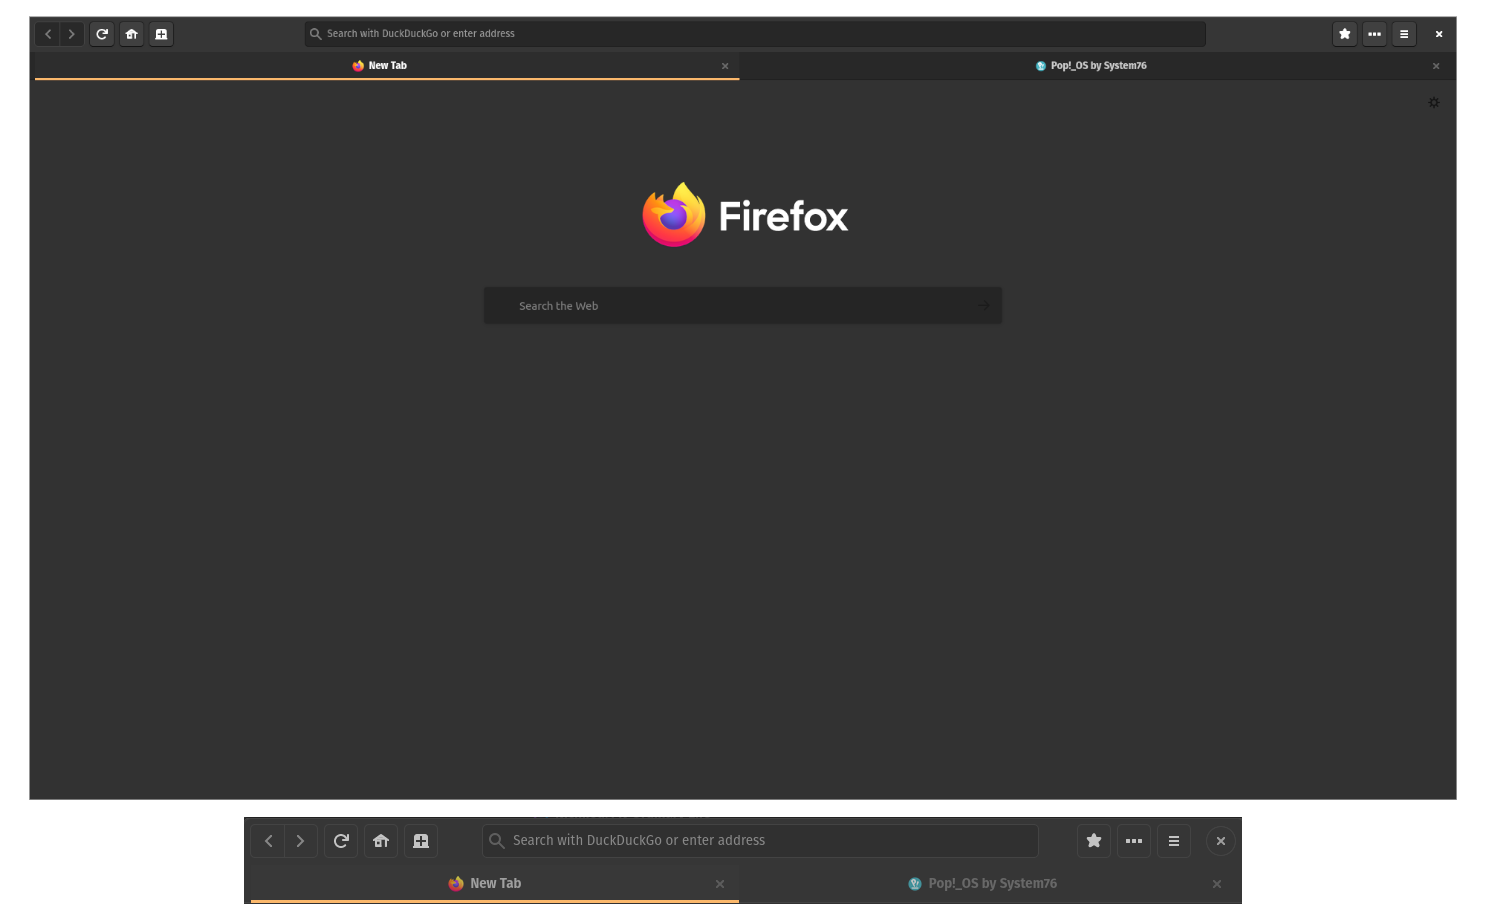 Search with DuckDuckGo or enter address
New Tab
Pop!_OS by System76
Firefox
Search the Web
Search with DuckDuckGo or enter address
New Tab
Pop!_OS by System76